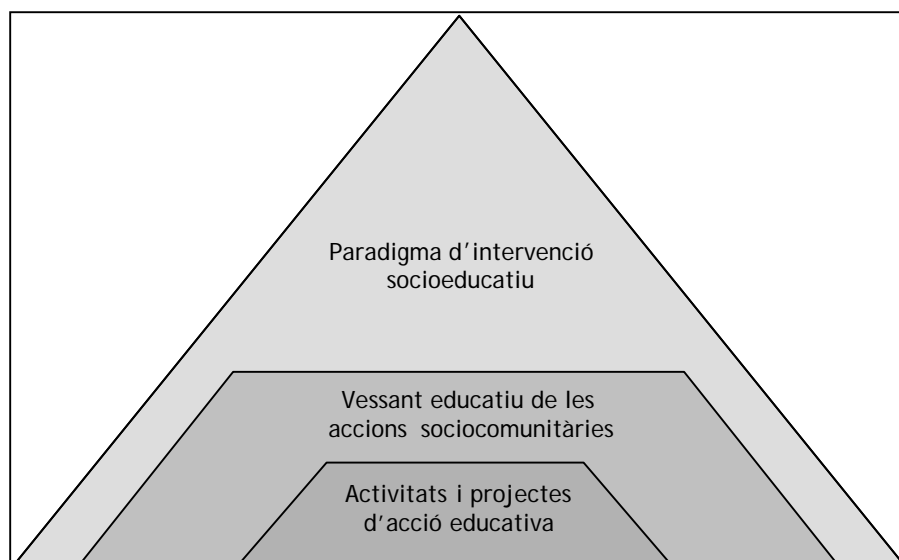 Paradigma d'intervenció
socioeducatiu
Vessant educatiu de les
accions sociocomunitàries
Activitats i projectes
d'acció educativa